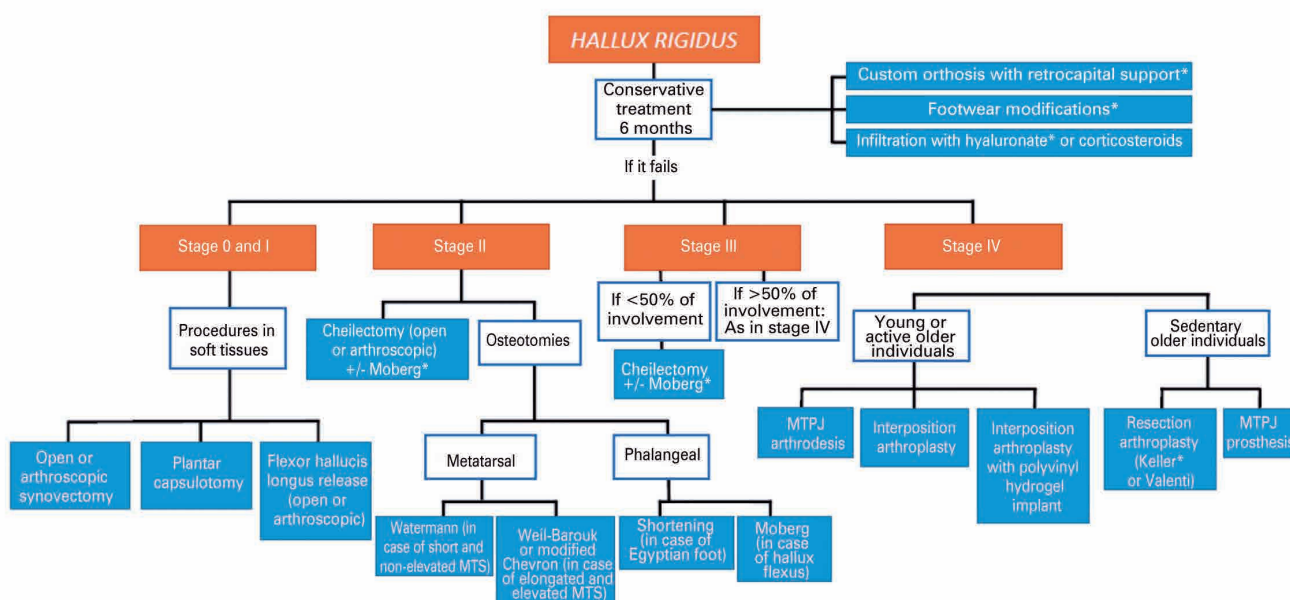 HALLUX RIGIDUS
Conservative
treatment
6 months
Custom orthosis with retrocapital support*
Footwear modifications*
Infiltration with hyaluronate* or corticosteroids
If it fails
Stage 0 and I
Stage II
Stage III
Stage IV
Procedures in
soft tissues
Cheilectomy (open
or arthroscopic)
+/- Moberg*
Osteotomies
If <50% of
involvement
If >50% of
involvement:
As in stage IV
Cheilectomy
+/- Moberg*
Young or
active older
individuals
Sedentary
older individuals
Open or
arthroscopic
synovectomy
Plantar
capsulotomy
Flexor hallucis
longus release
(open or
arthroscopic)
Metatarsal
Phalangeal
Watermann (in
case of short and
non-elevated MTS)
Weil-Barouk
or modified
Chevron (in case
of elongated and
elevated MTS)
Shortening
(in case of
Egyptian foot)
Moberg
(in case
of hallux
flexus)
MTPJ
arthrodesis
Interposition
arthroplasty
Interposition
arthroplasty
with polyvinyl
hydrogel
implant
Resection
arthroplasty
(Keller*
or Valenti)
MTPJ
prosthesis